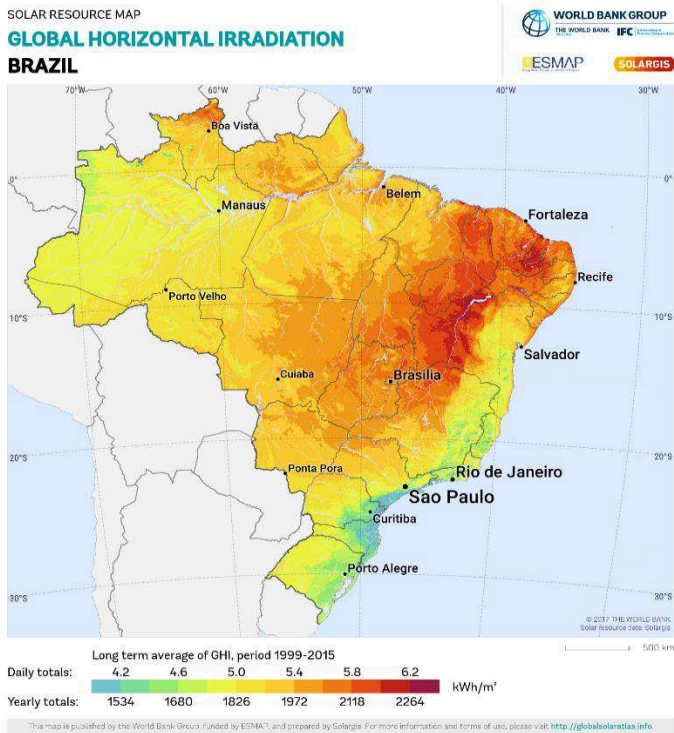 SOLAR RESOURCE MAP
GLOBAL HORIZONTAL IRRADIATION
BRAZIL
WORLD BANK GROUP
THE WORLD BANK IFC
ESMAP SOLARGIS
70°W 60°W 50°W 40°W
Boa Vista
0° 0°
Belem
Manaus
Fortaleza
Recife
Porto Velho
10°S 10°S
Salvador
Cuiaba Brasilia
20°S 20°S
Ponta Pora Rio de Janeiro
Sao Paulo
Curitiba
Porto Alegre
30°S 30°S
© 2017 THE WORLD BANK
Solar resource data: Solargis
70°W 60°W 50°W 40°W
500 km
Long term average of GHI, period 1999-2015
Daily totals: 4.2 4.6 5.0 5.4 5.8 6.2
kWh/m²
Yearly totals: 1534 1680 1826 1972 2118 2264
This map is published by the World Bank Group, funded by ESMAP, and prepared by Solargis. For more information and terms of use, please visit http://globalsolaratlas.info.